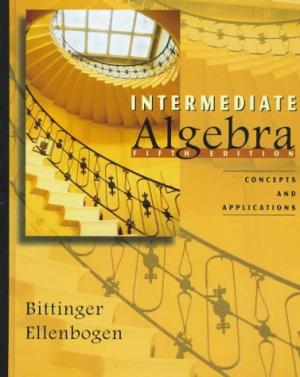 INTERMEDIATE
Algebra
FIFTH EDITION
CONCEPTS
AND
APPLICATIONS
Bittinger
Ellenbogen